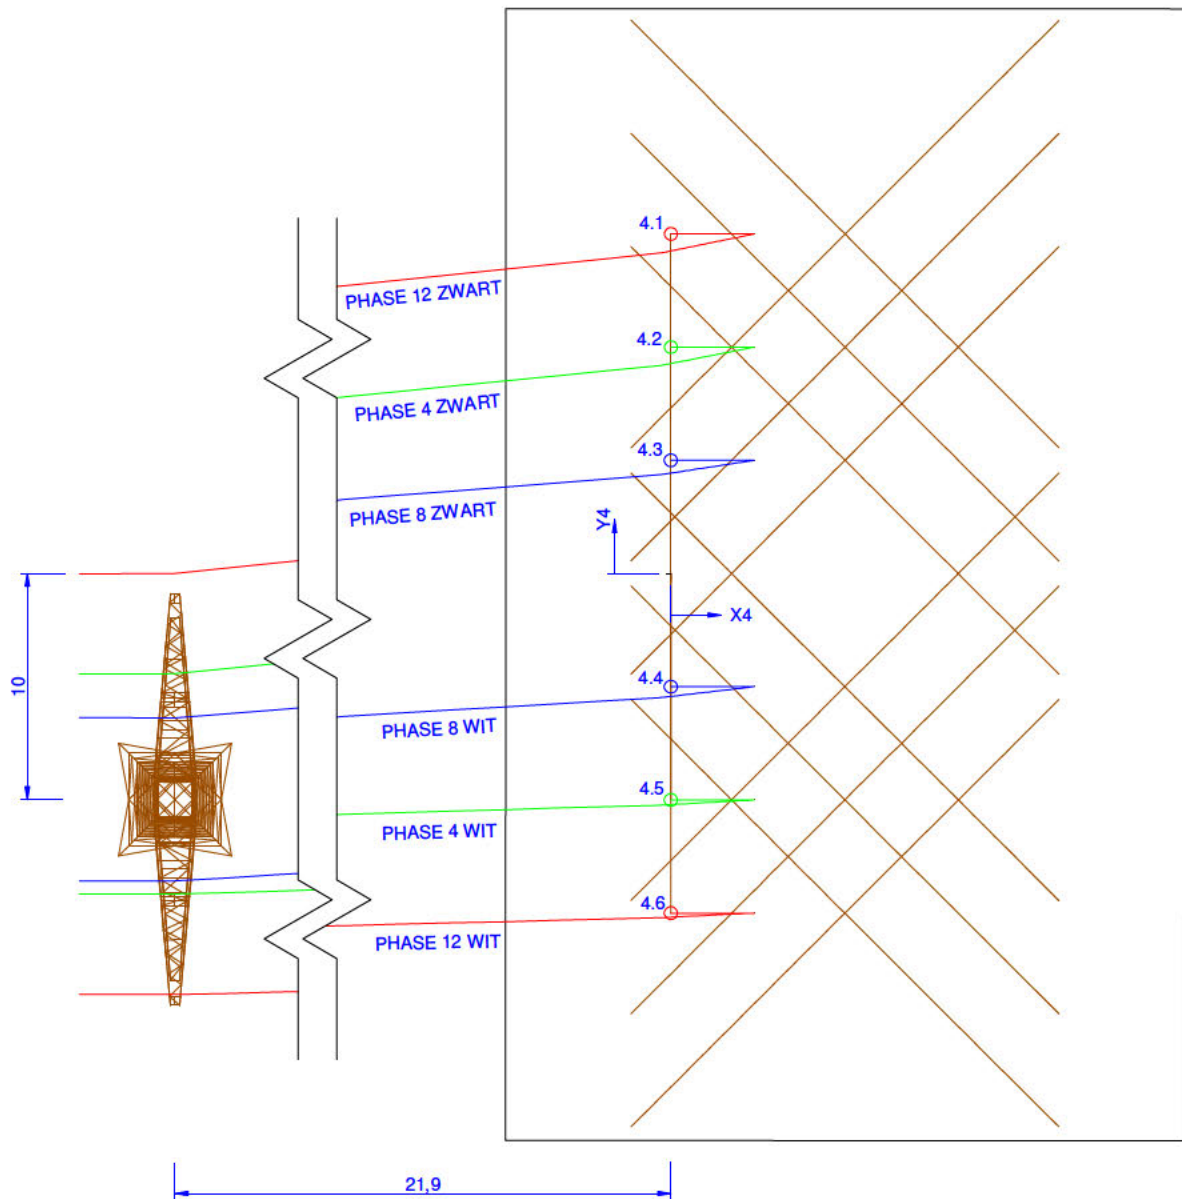 4.1
PHASE 12 ZWART
4.2
PHASE 4 ZWART
4.3
PHASE 8 ZWART
Y4
X4
10
4.4
PHASE 8 WIT
4.5
PHASE 4 WIT
4.6
PHASE 12 WIT
21,9